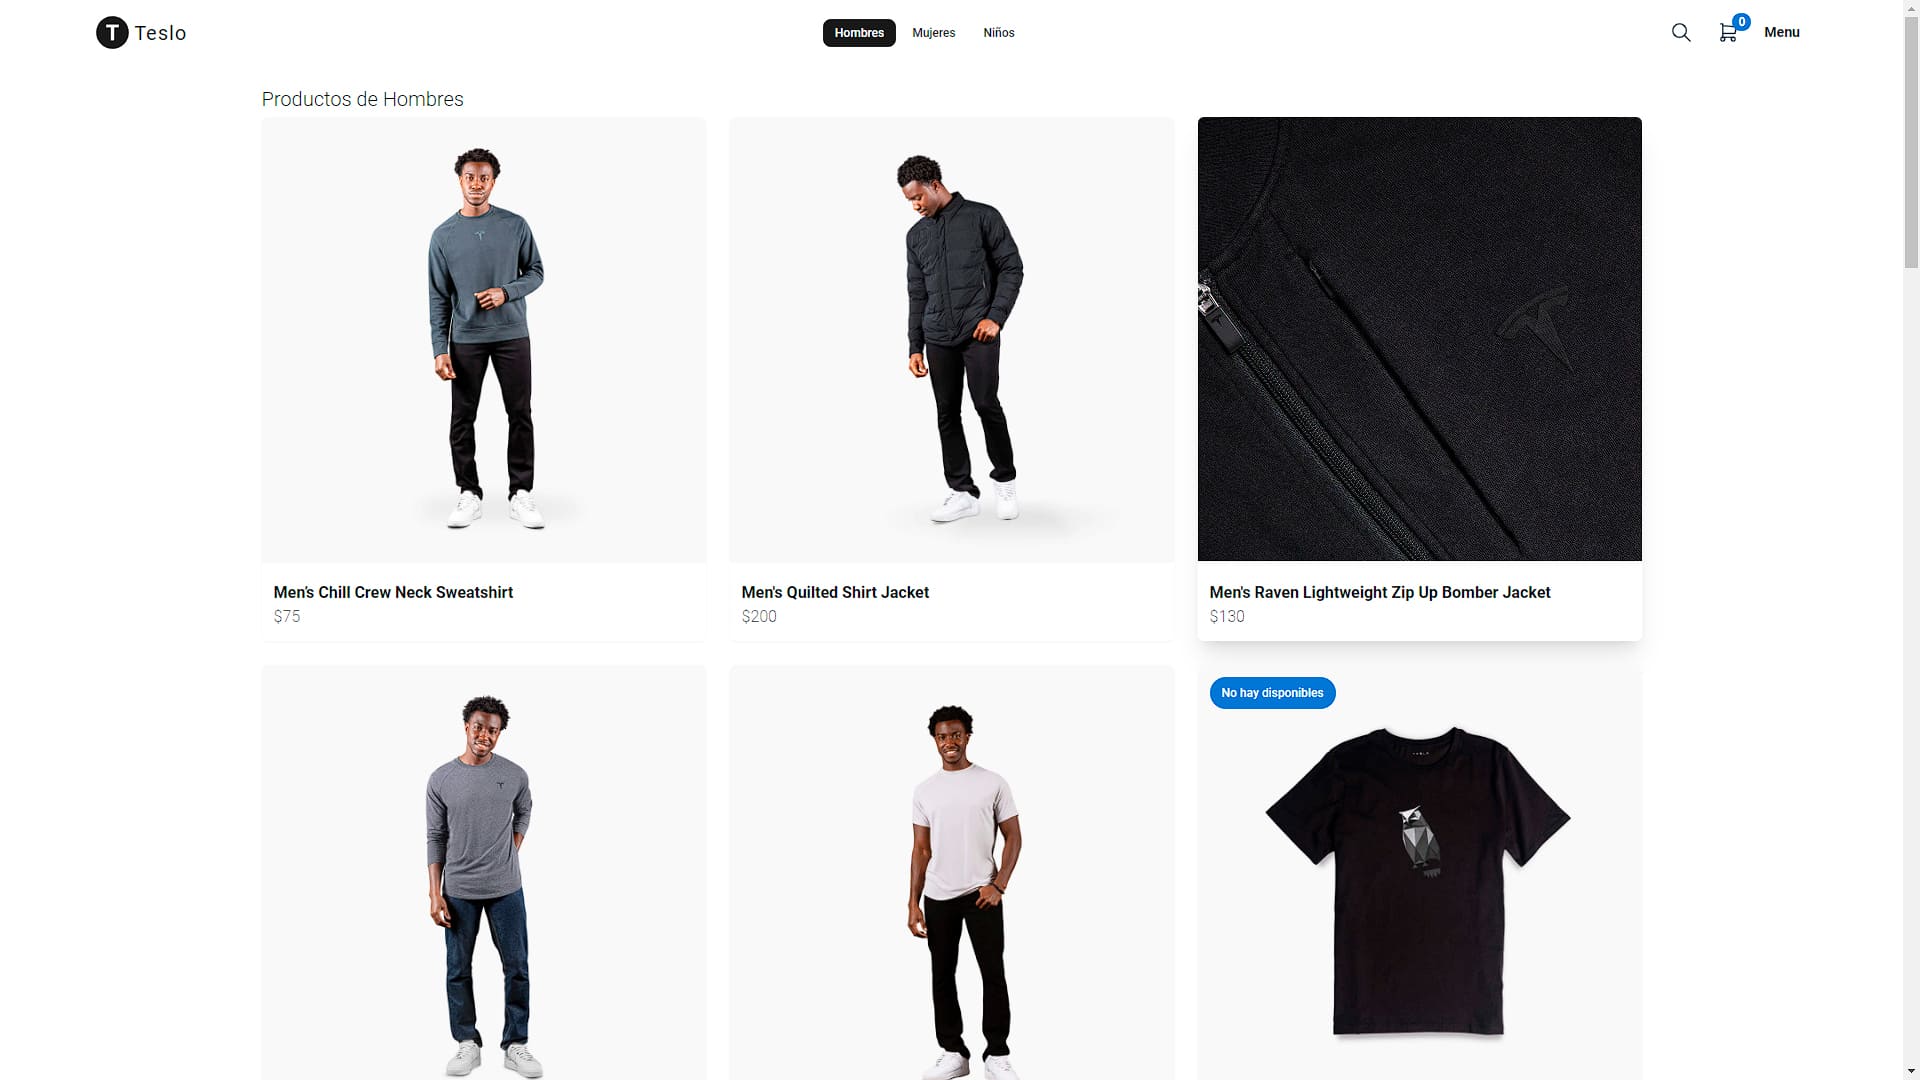 T Teslo
Hombres
Mujeres
Niños
0
Menu
Productos de Hombres
Men’s Chill Crew Neck Sweatshirt
$75
Men's Quilted Shirt Jacket
$200
Men's Raven Lightweight Zip Up Bomber Jacket
$130
No hay disponibles